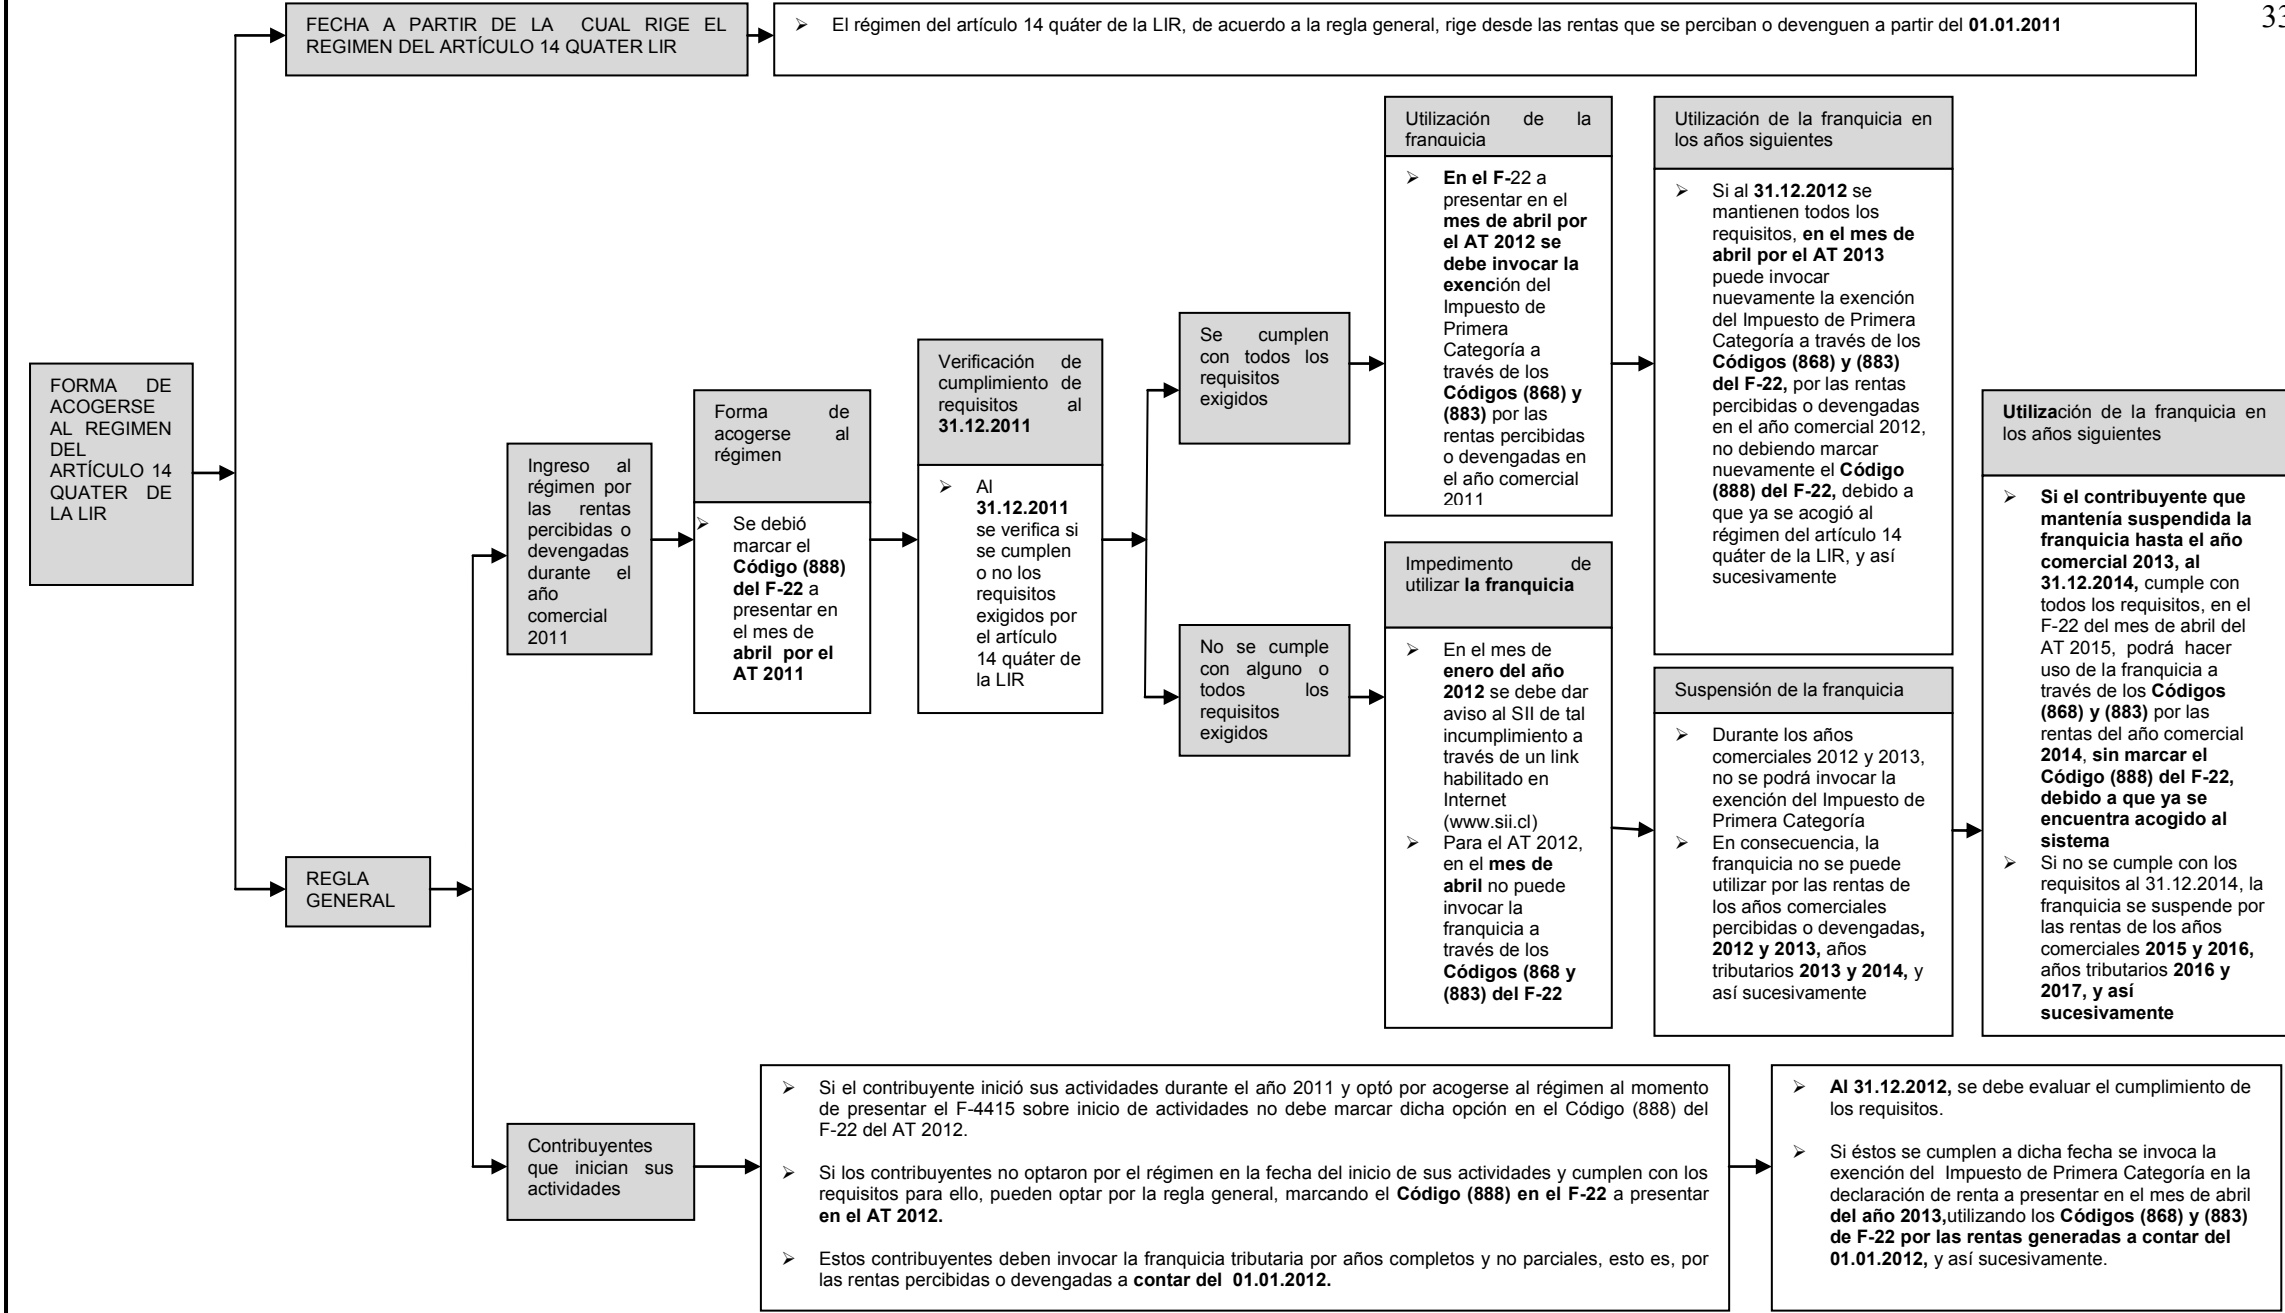 33
FECHA A PARTIR DE LA CUAL RIGE EL
REGIMEN DEL ARTÍCULO 14 QUATER LIR
➢ El régimen del artículo 14 quáter de la LIR, de acuerdo a la regla general, rige desde las rentas que se perciban o devenguen a partir del 01.01.2011
FORMA DE
ACOGERSE
AL REGIMEN
DEL
ARTÍCULO 14
QUATER DE
LA LIR
REGLA
GENERAL
Ingreso al
régimen por
las rentas
percibidas o
devengadas
durante el
año
comercial
2011
Forma de
acogerse al
régimen
➢ Se debió
marcar el
Código (888)
del F-22 a
presentar en
el mes de
abril por el
AT 2011
Verificación de
cumplimiento de
requisitos al
31.12.2011
➢ Al
31.12.2011
se verifica si
se cumplen
o no los
requisitos
exigidos por
el artículo
14 quáter de
la LIR
Se cumplen
con todos los
requisitos
exigidos
Utilización de la
franquicia
➢ En el F-22 a
presentar en el
mes de abril por
el AT 2012 se
debe invocar la
exención del
Impuesto de
Primera
Categoría a
través de los
Códigos (868) y
(883) por las
rentas percibidas
o devengadas en
el año comercial
2011
Utilización de la franquicia en
los años siguientes
➢ Si al 31.12.2012 se
mantienen todos los
requisitos, en el mes de
abril por el AT 2013
puede invocar
nuevamente la exención
del Impuesto de Primera
Categoría a través de los
Códigos (868) y (883)
del F-22, por las rentas
percibidas o devengadas
en el año comercial 2012,
no debiendo marcar
nuevamente el Código
(888) del F-22, debido a
que ya se acogió al
régimen del artículo 14
quáter de la LIR, y así
sucesivamente
No se cumple
con alguno o
todos los
requisitos
exigidos
Impedimento de
utilizar la franquicia
➢ En el mes de
enero del año
2012 se debe dar
aviso al SII de tal
incumplimiento a
través de un link
habilitado en
Internet
(www.sii.cl)
➢ Para el AT 2012,
en el mes de
abril no puede
invocar la
franquicia a
través de los
Códigos (868 y
(883) del F-22
Suspensión de la franquicia
➢ Durante los años
comerciales 2012 y 2013,
no se podrá invocar la
exención del Impuesto de
Primera Categoría
➢ En consecuencia, la
franquicia no se puede
utilizar por las rentas de
los años comerciales
percibidas o devengadas,
2012 y 2013, años
tributarios 2013 y 2014, y
así sucesivamente
Utilización de la franquicia en
los años siguientes
➢ Si el contribuyente que
mantenía suspendida la
franquicia hasta el año
comercial 2013, al
31.12.2014, cumple con
todos los requisitos, en el
F-22 del mes de abril del
AT 2015, podrá hacer
uso de la franquicia a
través de los Códigos
(868) y (883) por las
rentas del año comercial
2014, sin marcar el
Código (888) del F-22,
debido a que ya se
encuentra acogido al
sistema
➢ Si no se cumple con los
requisitos al 31.12.2014, la
franquicia se suspende por
las rentas de los años
comerciales 2015 y 2016,
años tributarios 2016 y
2017, y así
sucesivamente
Contribuyentes
que inician sus
actividades
➢ Si el contribuyente inició sus actividades durante el año 2011 y optó por acogerse al régimen al momento
de presentar el F-4415 sobre inicio de actividades no debe marcar dicha opción en el Código (888) del
F-22 del AT 2012.
➢ Si los contribuyentes no optaron por el régimen en la fecha del inicio de sus actividades y cumplen con los
requisitos para ello, pueden optar por la regla general, marcando el Código (888) en el F-22 a presentar
en el AT 2012.
➢ Estos contribuyentes deben invocar la franquicia tributaria por años completos y no parciales, esto es, por
las rentas percibidas o devengadas a contar del 01.01.2012.
➢ Al 31.12.2012, se debe evaluar el cumplimiento de
los requisitos.
➢ Si éstos se cumplen a dicha fecha se invoca la
exención del Impuesto de Primera Categoría en la
declaración de renta a presentar en el mes de abril
del año 2013,utilizando los Códigos (868) y (883)
de F-22 por las rentas generadas a contar del
01.01.2012, y así sucesivamente.